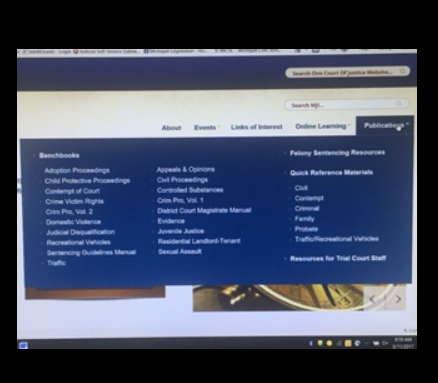 Search One Court Of Justice Website...
Search MJI...
About Events Links of Interest Online Learning Publications
Benchbooks
Adoption Proceedings
Child Protective Proceedings
Contempt of Court
Crime Victim Rights
Crim Pro, Vol. 2
Domestic Violence
Judicial Disqualification
Recreational Vehicles
Sentencing Guidelines Manual
Traffic
Appeals & Opinions
Civil Proceedings
Controlled Substances
Crim Pro, Vol. 1
District Court Magistrate Manual
Evidence
Juvenile Justice
Residential Landlord-Tenant
Sexual Assault
Felony Sentencing Resources
Quick Reference Materials
Civil
Contempt
Criminal
Family
Probate
Traffic/Recreational Vehicles
Resources for Trial Court Staff